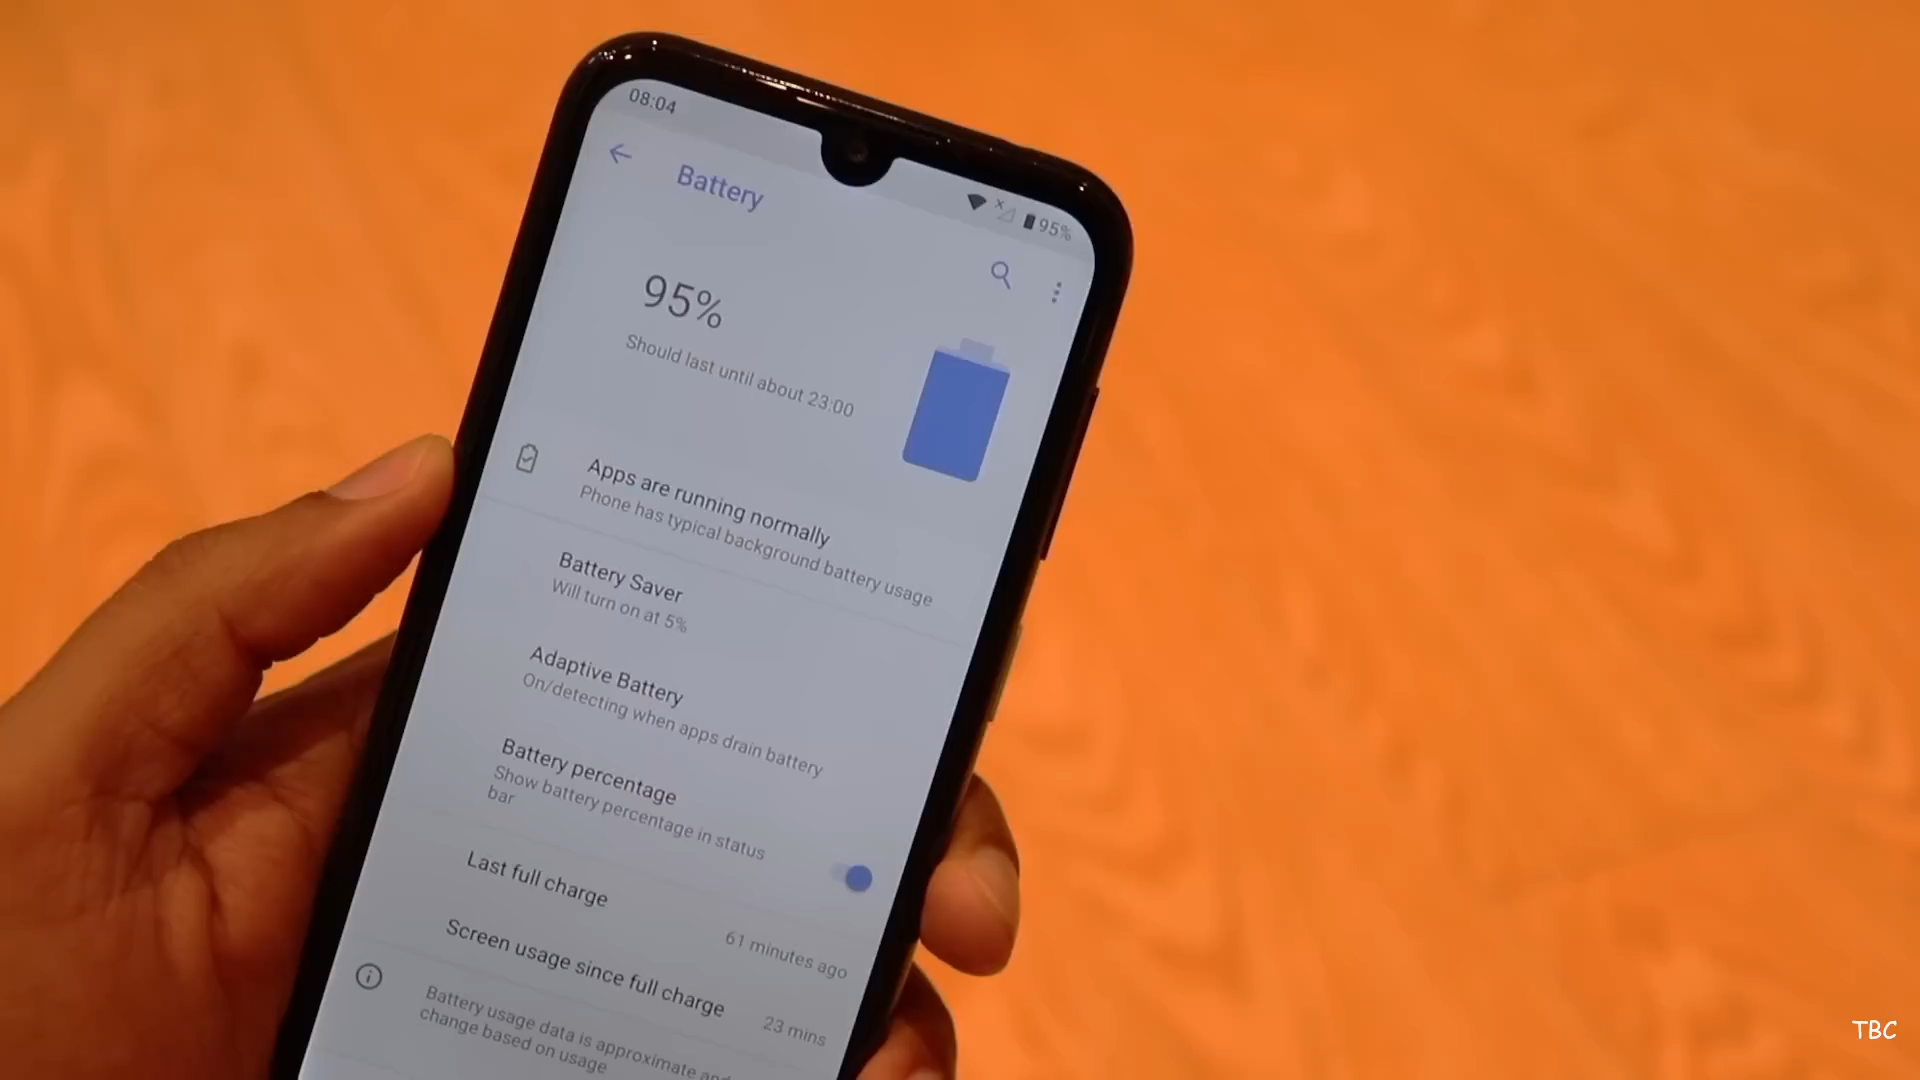 08:04
95%
Battery
95%
Should last until about 23:00
Apps are running normally
Phone has typical background battery usage
Battery Saver
Will turn on at 5%
Adaptive Battery
On/detecting when apps drain battery
Battery percentage
Show battery percentage in status
bar
Last full charge
61 minutes ago
Screen usage since full charge
23 mins
Battery usage data is approximate and
change based on usage
TBC